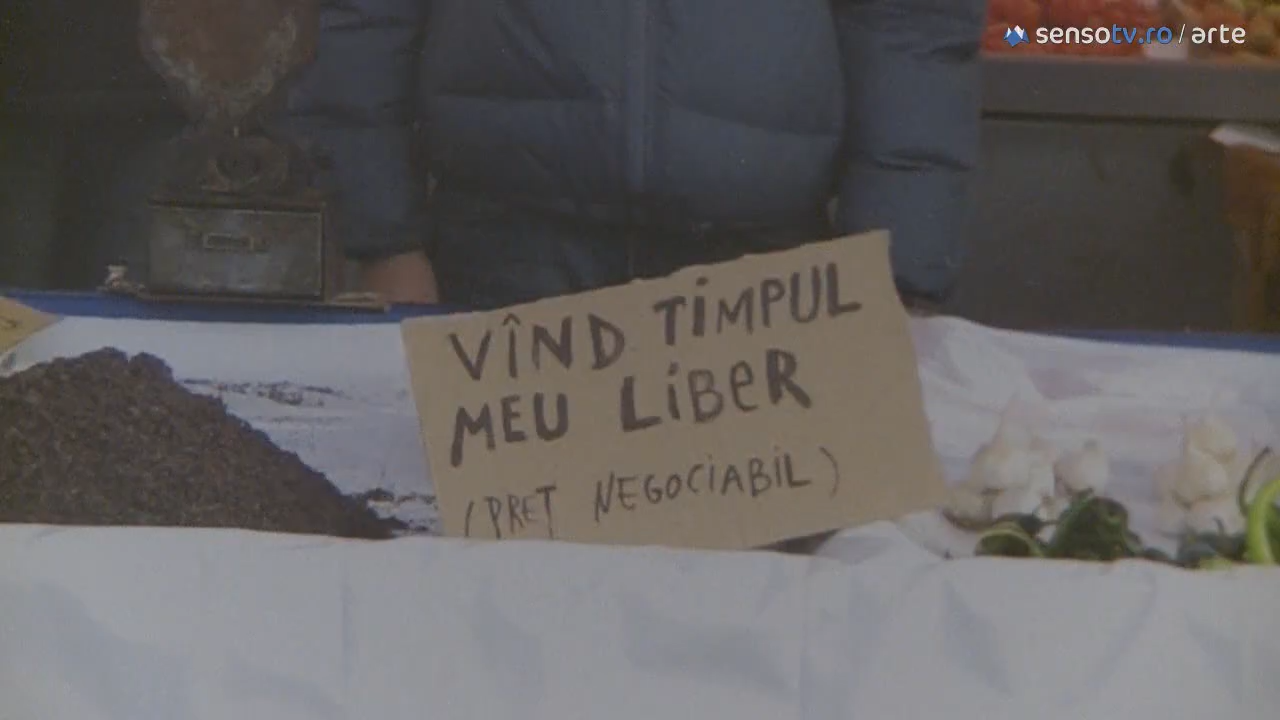 sensotv.ro / arte
VÎND TiMPUL
MEU LiBeR
(PREȚ NEGOCiABiL)